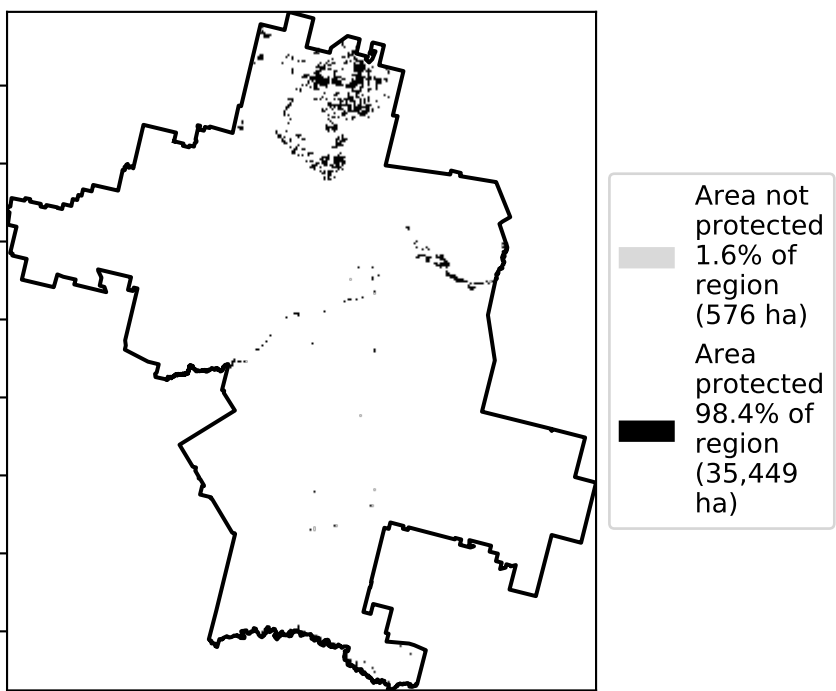 Area not
protected
1.6% of
region
(576 ha)
Area
protected
98.4% of
region
(35,449
ha)